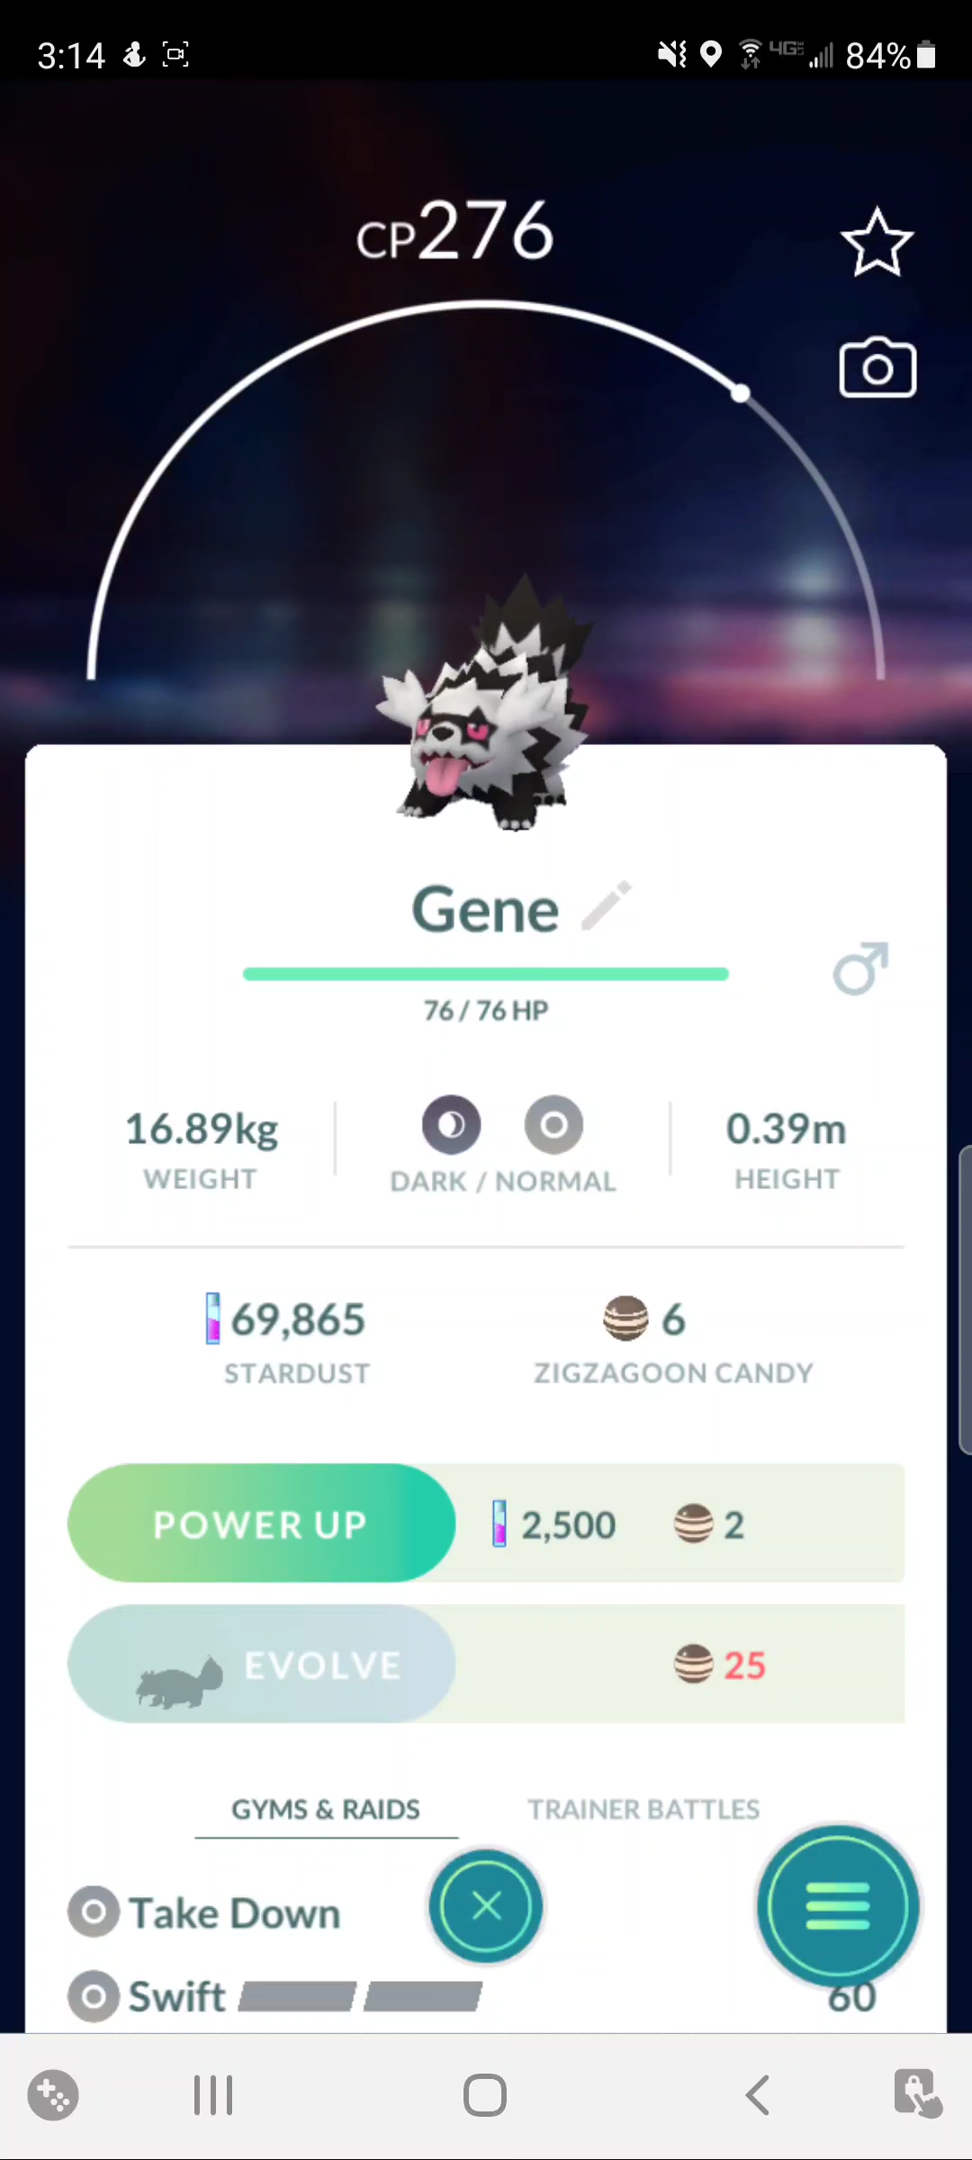 3:14 4GE 84%
CP276
Gene
76 / 76 HP
16.89kg
WEIGHT
DARK / NORMAL
0.39m
HEIGHT
69,865
STARDUST
6
ZIGZAGOON CANDY
POWER UP 2,500 2
EVOLVE 25
GYMS & RAIDS TRAINER BATTLES
Take Down
Swift 60